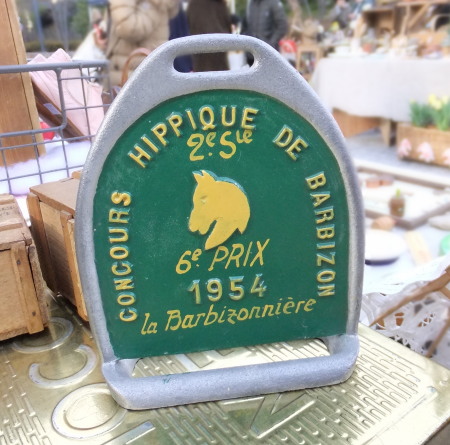 CONCOURS HIPPIQUE DE BARBIZON
2e Sie
6e PRIX
1954
la Barbizonnière